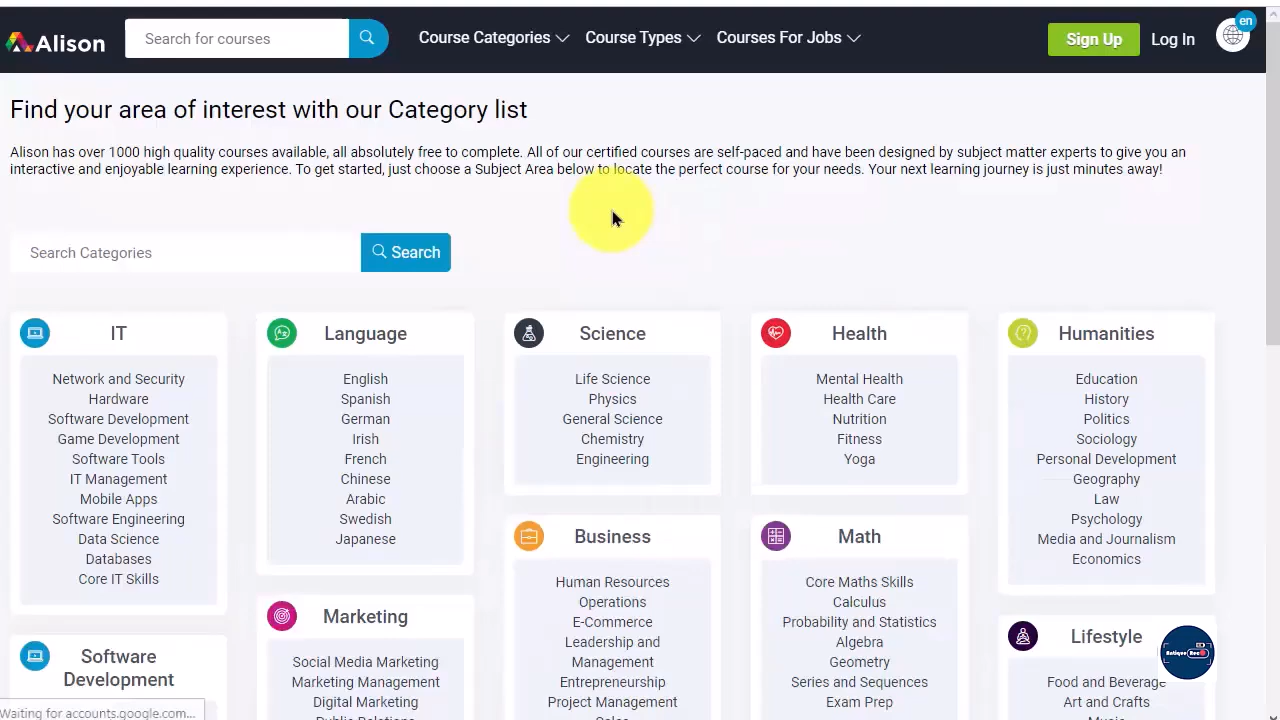 Alison
Search for courses
Course Categories
Course Types
Courses For Jobs
Sign Up
Log In
en
Find your area of interest with our Category list
Alison has over 1000 high quality courses available, all absolutely free to complete. All of our certified courses are self-paced and have been designed by subject matter experts to give you an
interactive and enjoyable learning experience. To get started, just choose a Subject Area below to locate the perfect course for your needs. Your next learning journey is just minutes away!
Search Categories
Search
IT
Network and Security
Hardware
Software Development
Game Development
Software Tools
IT Management
Mobile Apps
Software Engineering
Data Science
Databases
Core IT Skills
Software
Development
Language
English
Spanish
German
Irish
French
Chinese
Arabic
Swedish
Japanese
Marketing
Social Media Marketing
Marketing Management
Digital Marketing
Public Relations
Science
Life Science
Physics
General Science
Chemistry
Engineering
Business
Human Resources
Operations
E-Commerce
Leadership and
Management
Entrepreneurship
Project Management
Sales
Health
Mental Health
Health Care
Nutrition
Fitness
Yoga
Math
Core Maths Skills
Calculus
Probability and Statistics
Algebra
Geometry
Series and Sequences
Exam Prep
Humanities
Education
History
Politics
Sociology
Personal Development
Geography
Law
Psychology
Media and Journalism
Economics
Lifestyle
Food and Beverage
Art and Crafts
Music
Waiting for accounts.google.com...